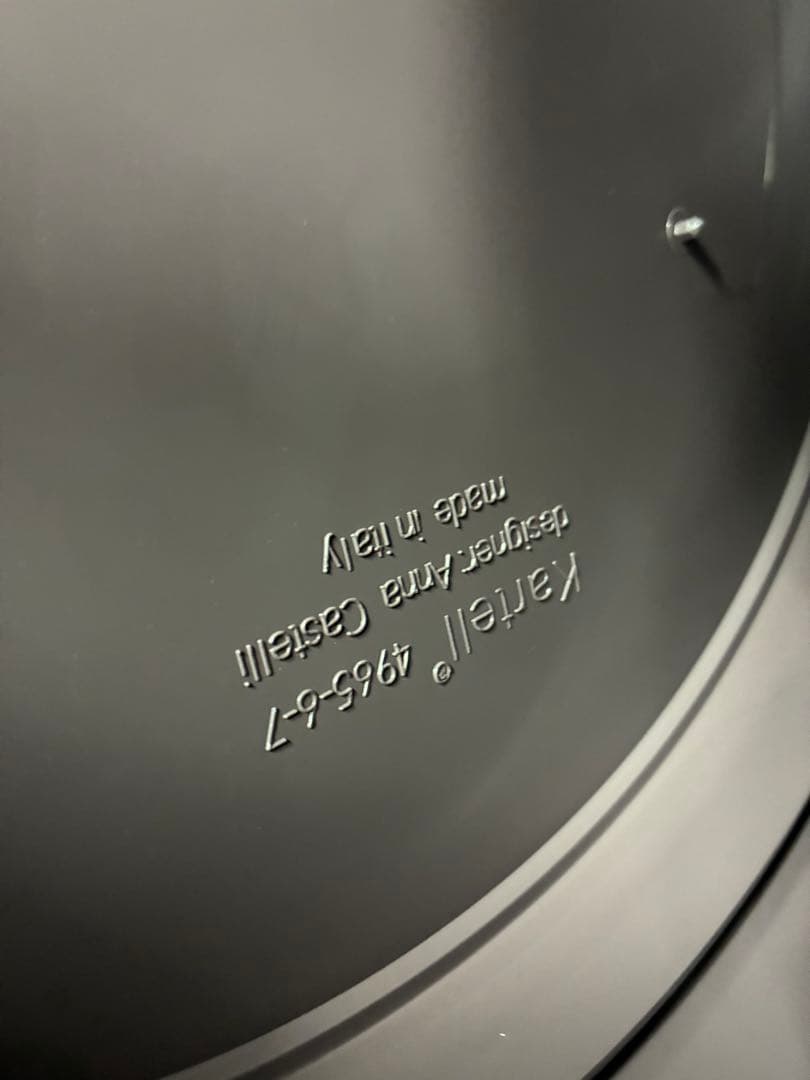 Kartell® 4965-6-7
designer: Anna Castelli
made in italy